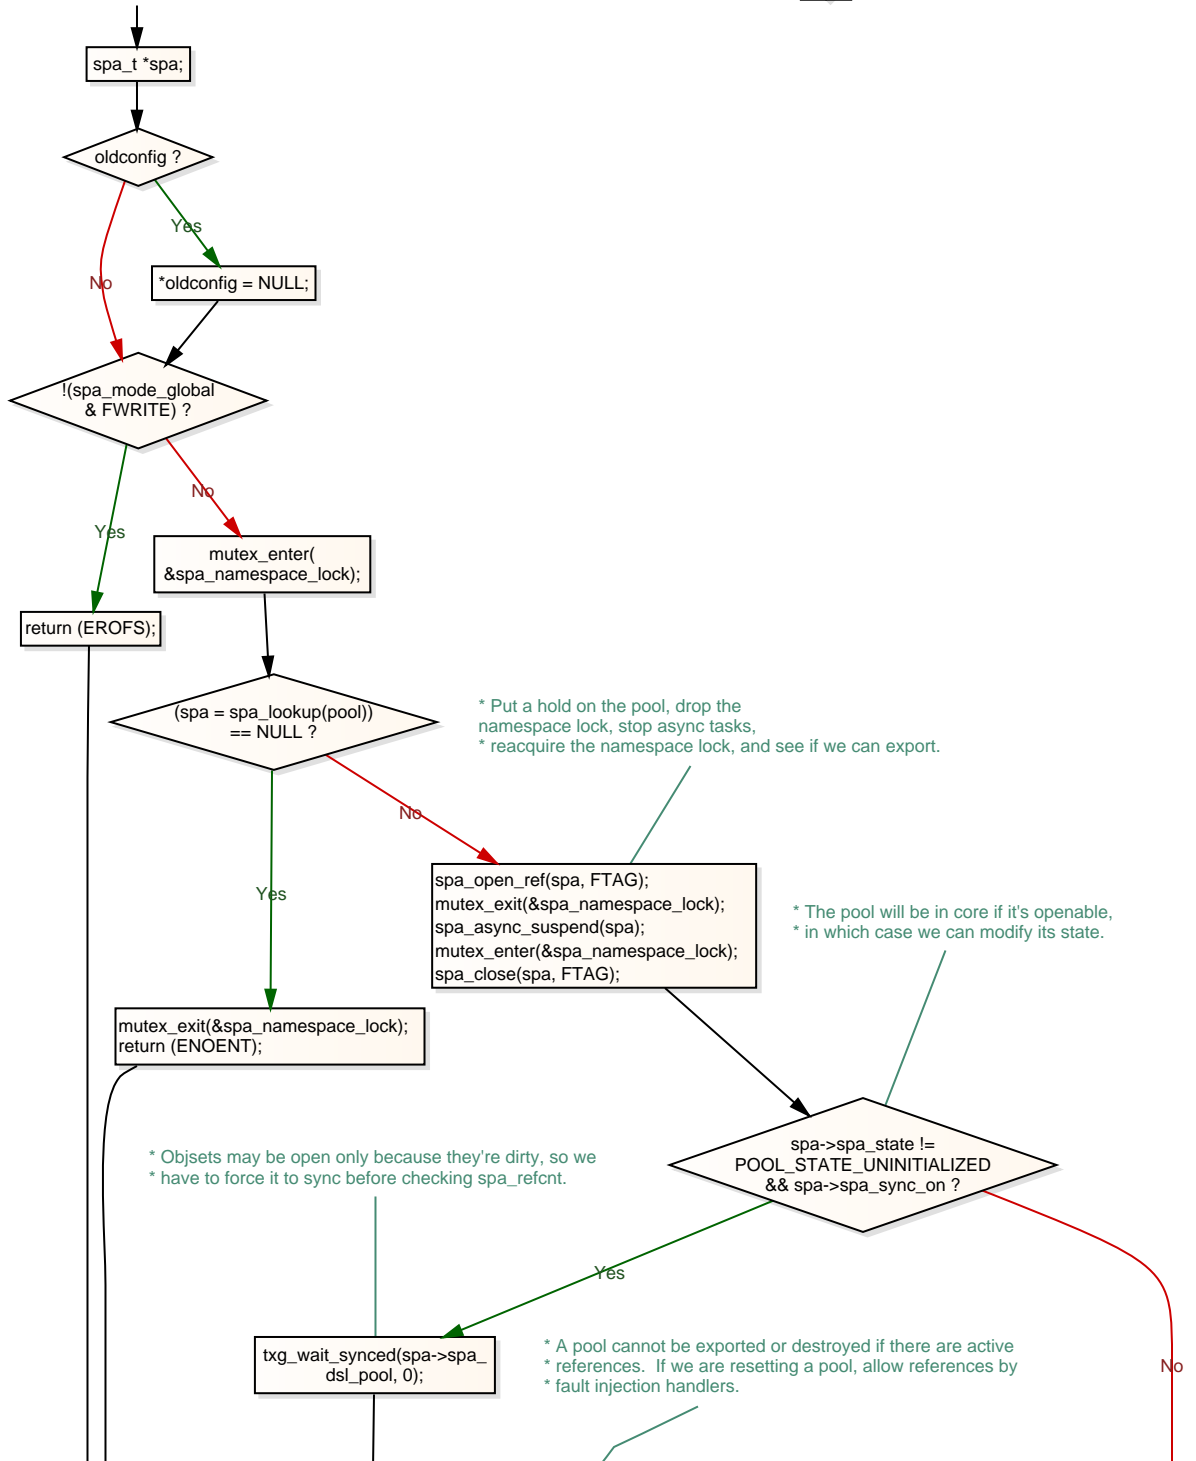 spa_t *spa;
oldconfig ?
Yes
No
*oldconfig = NULL;
!(spa_mode_global
& FWRITE) ?
No
Yes
mutex_enter(
&spa_namespace_lock);
return (EROFS);
(spa = spa_lookup(pool))
== NULL ?
* Put a hold on the pool, drop the
namespace lock, stop async tasks,
* reacquire the namespace lock, and see if we can export.
No
Yes
spa_open_ref(spa, FTAG);
mutex_exit(&spa_namespace_lock);
spa_async_suspend(spa);
mutex_enter(&spa_namespace_lock);
spa_close(spa, FTAG);
* The pool will be in core if it's openable,
* in which case we can modify its state.
mutex_exit(&spa_namespace_lock);
return (ENOENT);
spa->spa_state !=
POOL_STATE_UNINITIALIZED
&& spa->spa_sync_on ?
* Objsets may be open only because they're dirty, so we
* have to force it to sync before checking spa_refcnt.
Yes
txg_wait_synced(spa->spa_
dsl_pool, 0);
* A pool cannot be exported or destroyed if there are active
* references.  If we are resetting a pool, allow references by
* fault injection handlers.
No